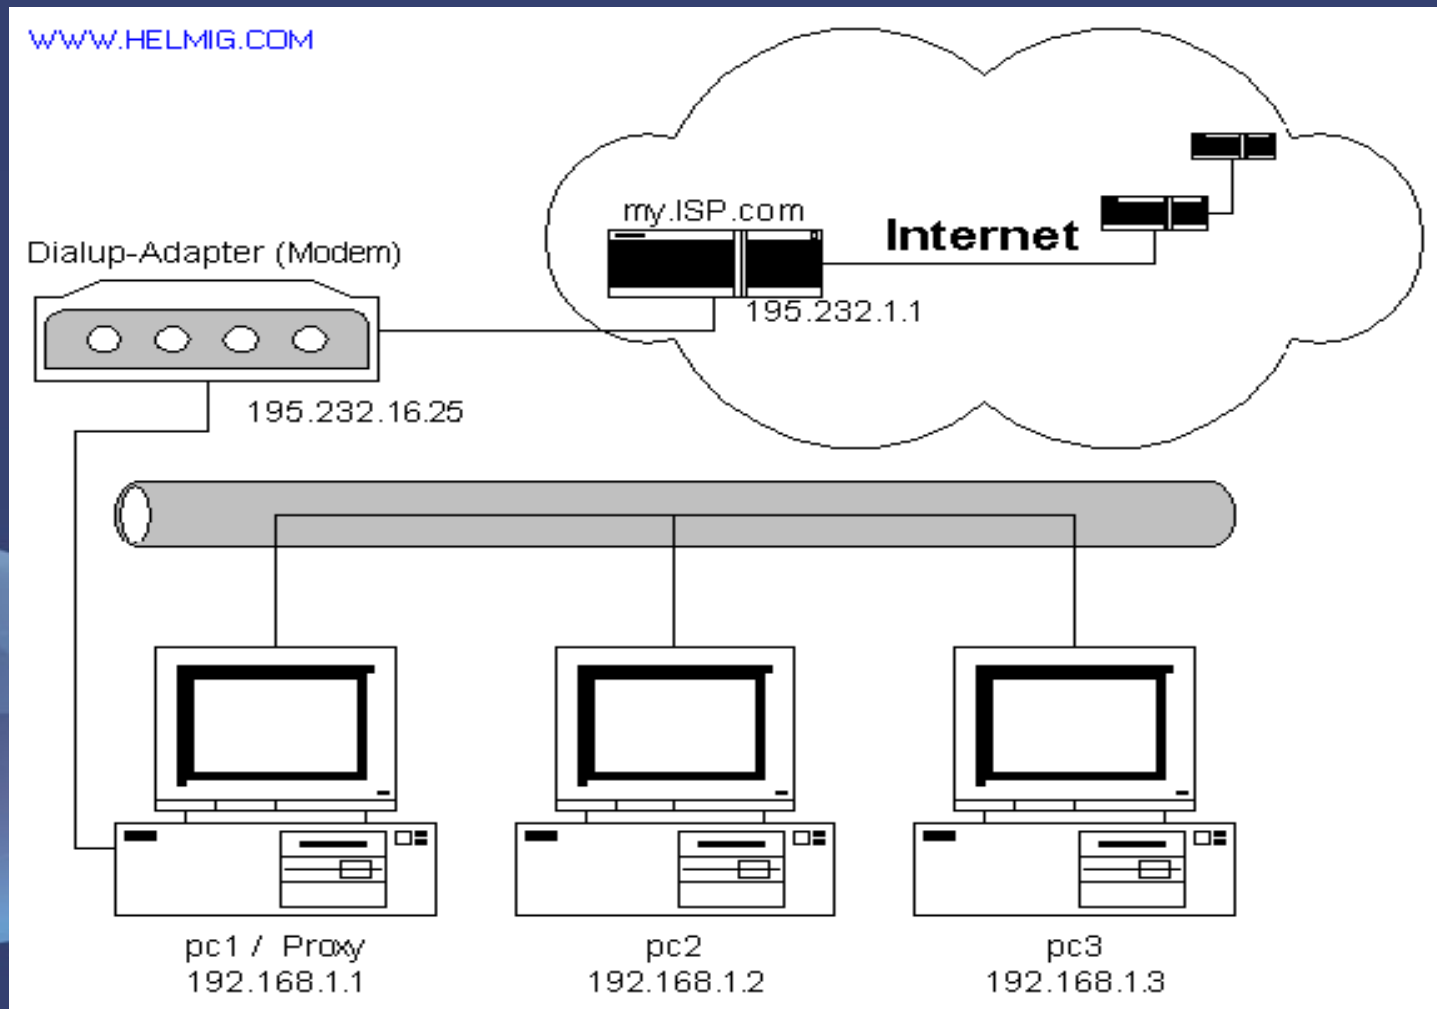 WWW.HELMIG.COM
my.ISP.com
Internet
Dialup-Adapter (Modem)
195.232.1.1
195.232.16.25
pc1 / Proxy
192.168.1.1
pc2
192.168.1.2
pc3
192.168.1.3